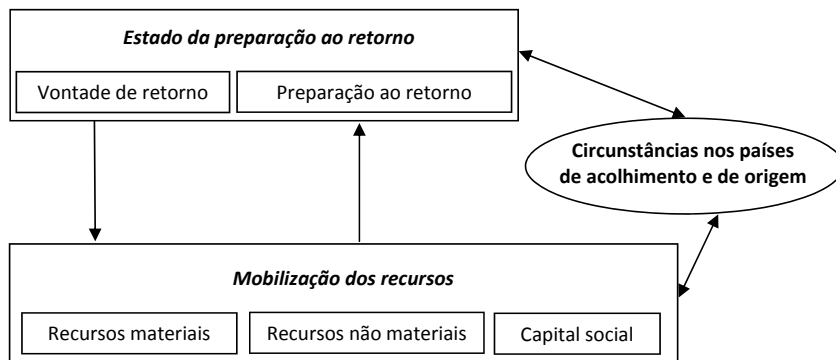 Estado da preparação ao retorno
Vontade de retorno
Preparação ao retorno
Circunstâncias nos países
de acolhimento e de origem
Mobilização dos recursos
Recursos materiais
Recursos não materiais
Capital social